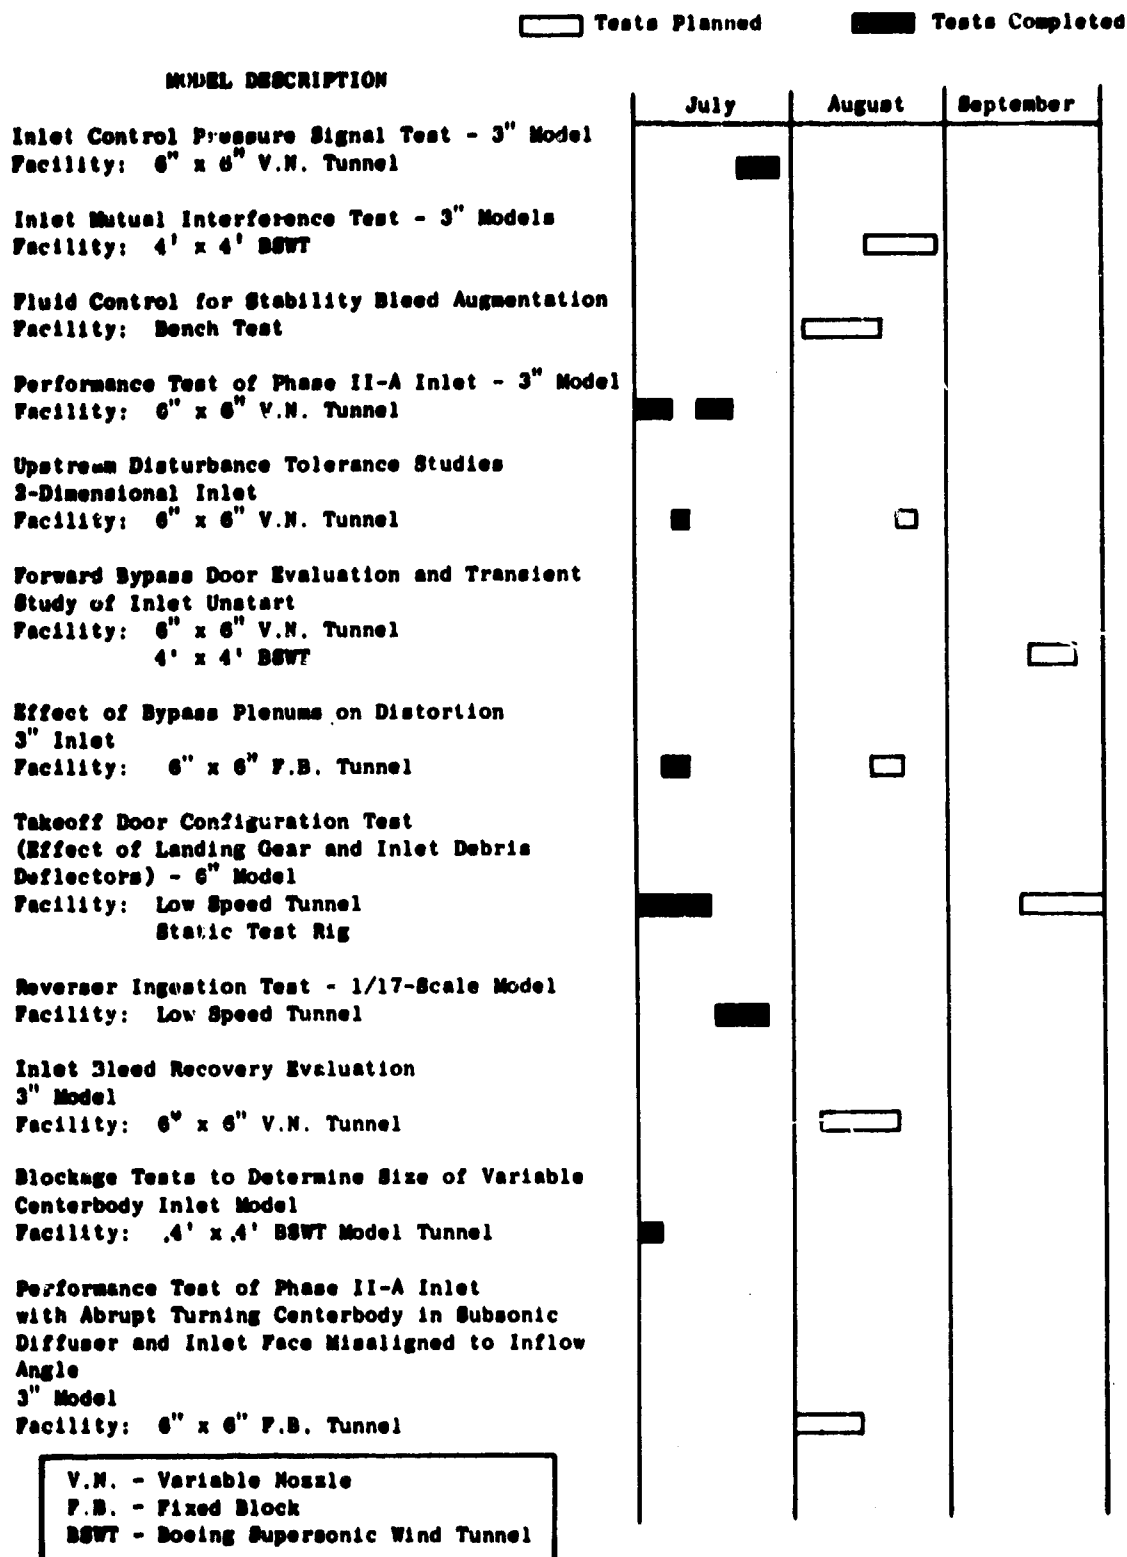 Tests Planned Tests Completed
MODEL DESCRIPTION
July August September
Inlet Control Pressure Signal Test - 3" Model
Facility: 6" x 6" V.N. Tunnel
Inlet Mutual Interference Test - 3" Models
Facility: 4' x 4' BSWT
Fluid Control for Stability Bleed Augmentation
Facility: Bench Test
Performance Test of Phase II-A Inlet - 3" Model
Facility: 6" x 6" V.N. Tunnel
Upstream Disturbance Tolerance Studies
2-Dimensional Inlet
Facility: 6" x 6" V.N. Tunnel
Forward Bypass Door Evaluation and Transient
Study of Inlet Unstart
Facility: 6" x 6" V.N. Tunnel
4' x 4' BSWT
Effect of Bypass Plenums on Distortion
3" Inlet
Facility: 6" x 6" F.B. Tunnel
Takeoff Door Configuration Test
(Effect of Landing Gear and Inlet Debris
Deflectors) - 6" Model
Facility: Low Speed Tunnel
Static Test Rig
Reverser Ingestion Test - 1/17-Scale Model
Facility: Low Speed Tunnel
Inlet Bleed Recovery Evaluation
3" Model
Facility: 6" x 6" V.N. Tunnel
Blockage Tests to Determine Size of Variable
Centerbody Inlet Model
Facility: .4' x .4' BSWT Model Tunnel
Performance Test of Phase II-A Inlet
with Abrupt Turning Centerbody in Subsonic
Diffuser and Inlet Face Misaligned to Inflow
Angle
3" Model
Facility: 6" x 6" F.B. Tunnel
V.N. - Variable Nozzle
F.B. - Fixed Block
BSWT - Boeing Supersonic Wind Tunnel